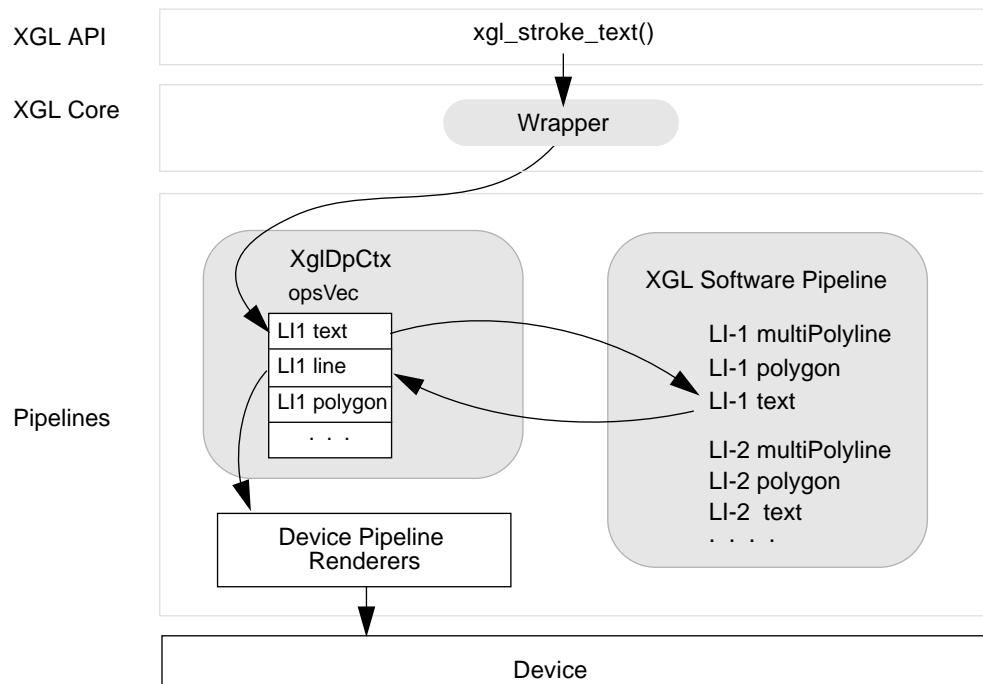 XGL API
xgl_stroke_text()
XGL Core
Wrapper
Pipelines
XglDpCtx
opsVec
LI1 text
LI1 line
LI1 polygon
. . .
XGL Software Pipeline
LI-1 multiPolyline
LI-1 polygon
LI-1 text
LI-2 multiPolyline
LI-2 polygon
LI-2 text
. . . .
Device Pipeline
Renderers
Device